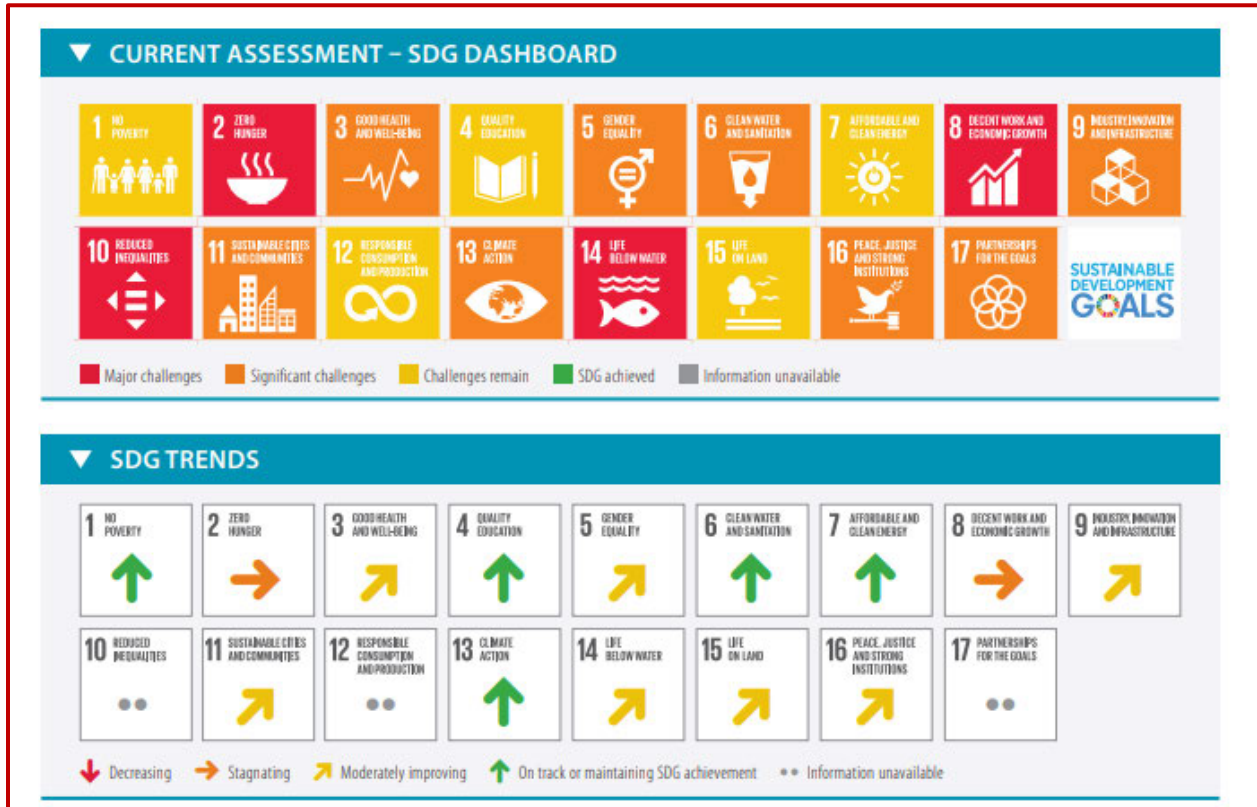 ▼ CURRENT ASSESSMENT – SDG DASHBOARD
1 NO POVERTY
2 ZERO HUNGER
3 GOOD HEALTH AND WELL-BEING
4 QUALITY EDUCATION
5 GENDER EQUALITY
6 CLEAN WATER AND SANITATION
7 AFFORDABLE AND CLEAN ENERGY
8 DECENT WORK AND ECONOMIC GROWTH
9 INDUSTRY, INNOVATION AND INFRASTRUCTURE
10 REDUCED INEQUALITIES
11 SUSTAINABLE CITIES AND COMMUNITIES
12 RESPONSIBLE CONSUMPTION AND PRODUCTION
13 CLIMATE ACTION
14 LIFE BELOW WATER
15 LIFE ON LAND
16 PEACE, JUSTICE AND STRONG INSTITUTIONS
17 PARTNERSHIPS FOR THE GOALS
SUSTAINABLE
DEVELOPMENT
GOALS
Major challenges Significant challenges Challenges remain SDG achieved Information unavailable
▼ SDG TRENDS
1 NO POVERTY
2 ZERO HUNGER
3 GOOD HEALTH AND WELL-BEING
4 QUALITY EDUCATION
5 GENDER EQUALITY
6 CLEAN WATER AND SANITATION
7 AFFORDABLE AND CLEAN ENERGY
8 DECENT WORK AND ECONOMIC GROWTH
9 INDUSTRY, INNOVATION AND INFRASTRUCTURE
10 REDUCED INEQUALITIES
11 SUSTAINABLE CITIES AND COMMUNITIES
12 RESPONSIBLE CONSUMPTION AND PRODUCTION
13 CLIMATE ACTION
14 LIFE BELOW WATER
15 LIFE ON LAND
16 PEACE, JUSTICE AND STRONG INSTITUTIONS
17 PARTNERSHIPS FOR THE GOALS
Decreasing Stagnating Moderately improving On track or maintaining SDG achievement Information unavailable